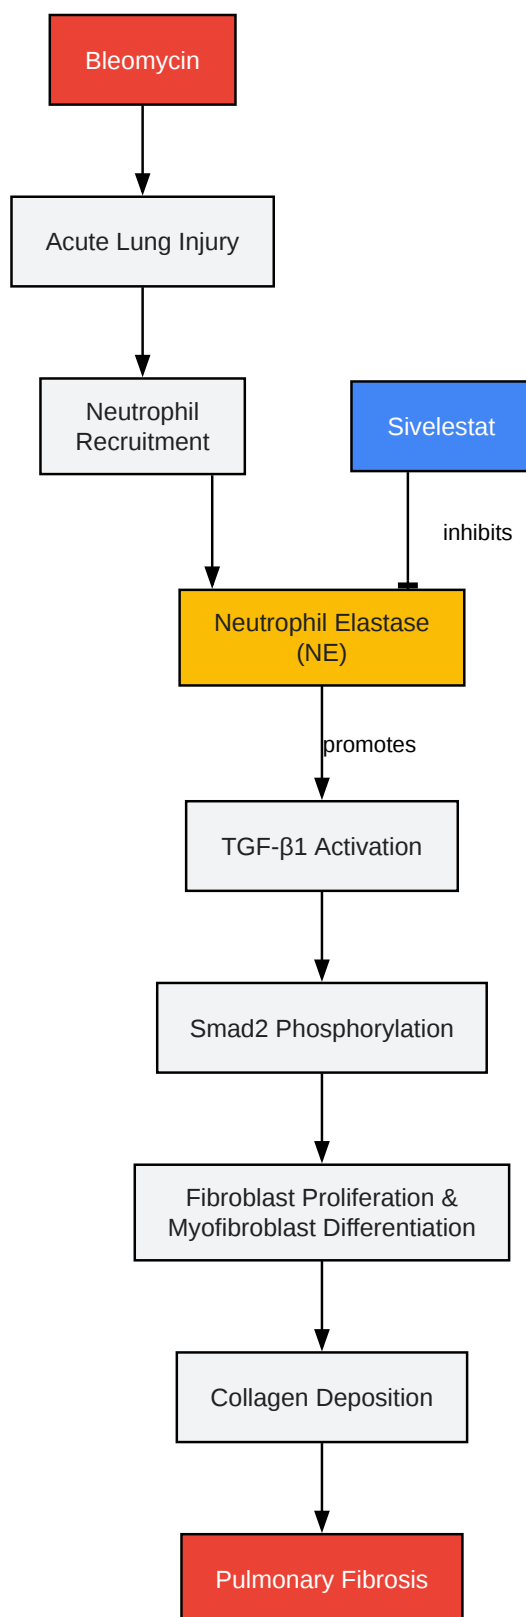 Bleomycin
Acute Lung Injury
Neutrophil
Recruitment
Sivelestat
inhibits
Neutrophil Elastase
(NE)
promotes
TGF-β1 Activation
Smad2 Phosphorylation
Fibroblast Proliferation &
Myofibroblast Differentiation
Collagen Deposition
Pulmonary Fibrosis